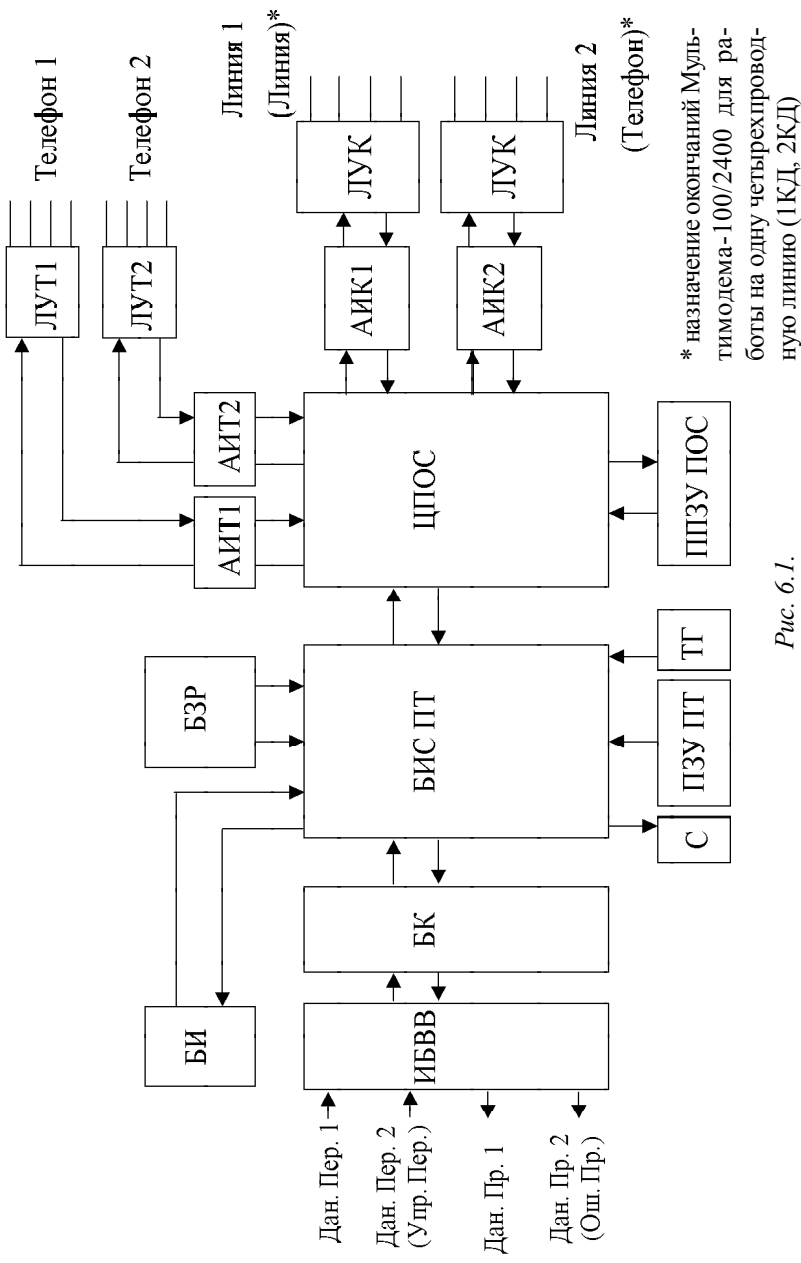 Телефон 1
Телефон 2
ЛУТ1
ЛУТ2
Линия 1
(Линия)*
Линия 2
(Телефон)*
ЛУК
ЛУК
АИК1
АИК2
АИТ1
АИТ2
ЦПОС
ППЗУ ПОС
БЗР
БИС ПТ
ТГ
ПЗУ ПТ
С
БК
БИ
ИБВВ
Дан. Пер. 1
Дан. Пер. 2
(Упр. Пер.)
Дан. Пр. 1
Дан. Пр. 2
(Ош. Пр.)
* назначение окончаний Муль-
тимодема-100/2400 для ра-
боты на одну четырехпровод-
ную линию (1КД, 2КД)
Рис. 6.1.